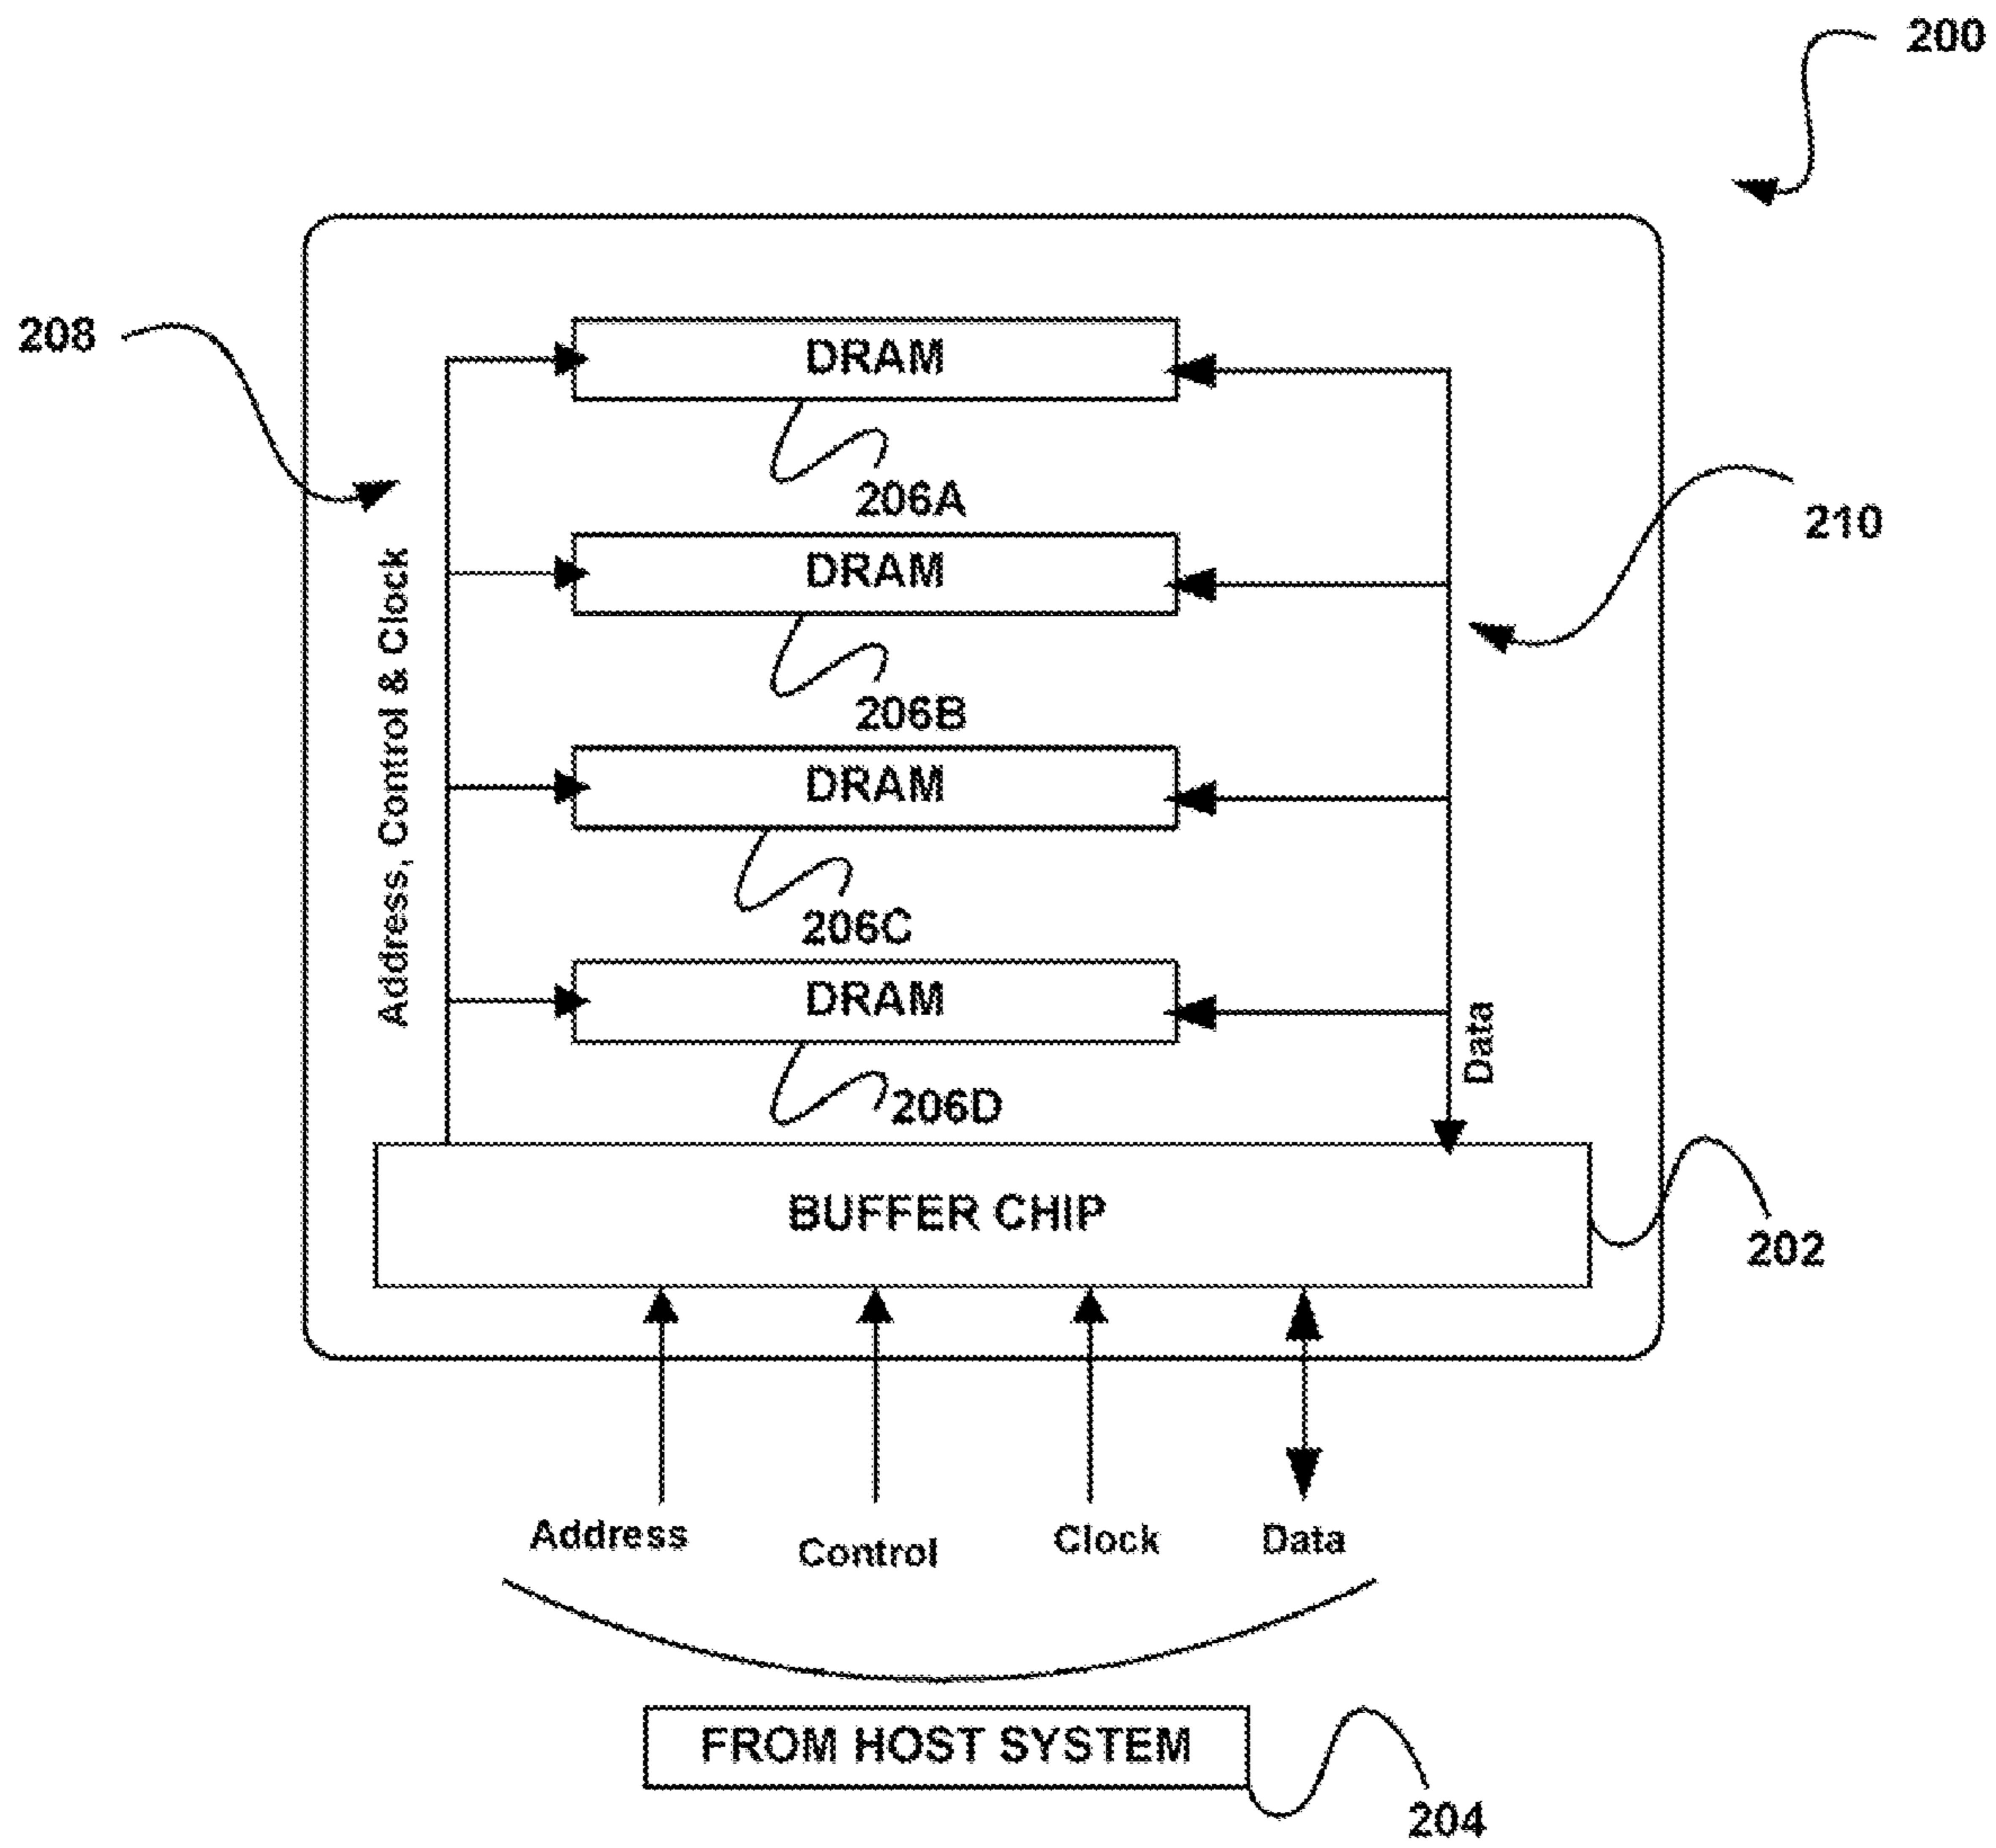 200
208
DRAM
206A
210
DRAM
206B
Address, Control & Clock
DRAM
206C
DRAM
Data
206D
BUFFER CHIP
202
Address
Control
Clock
Data
FROM HOST SYSTEM
204